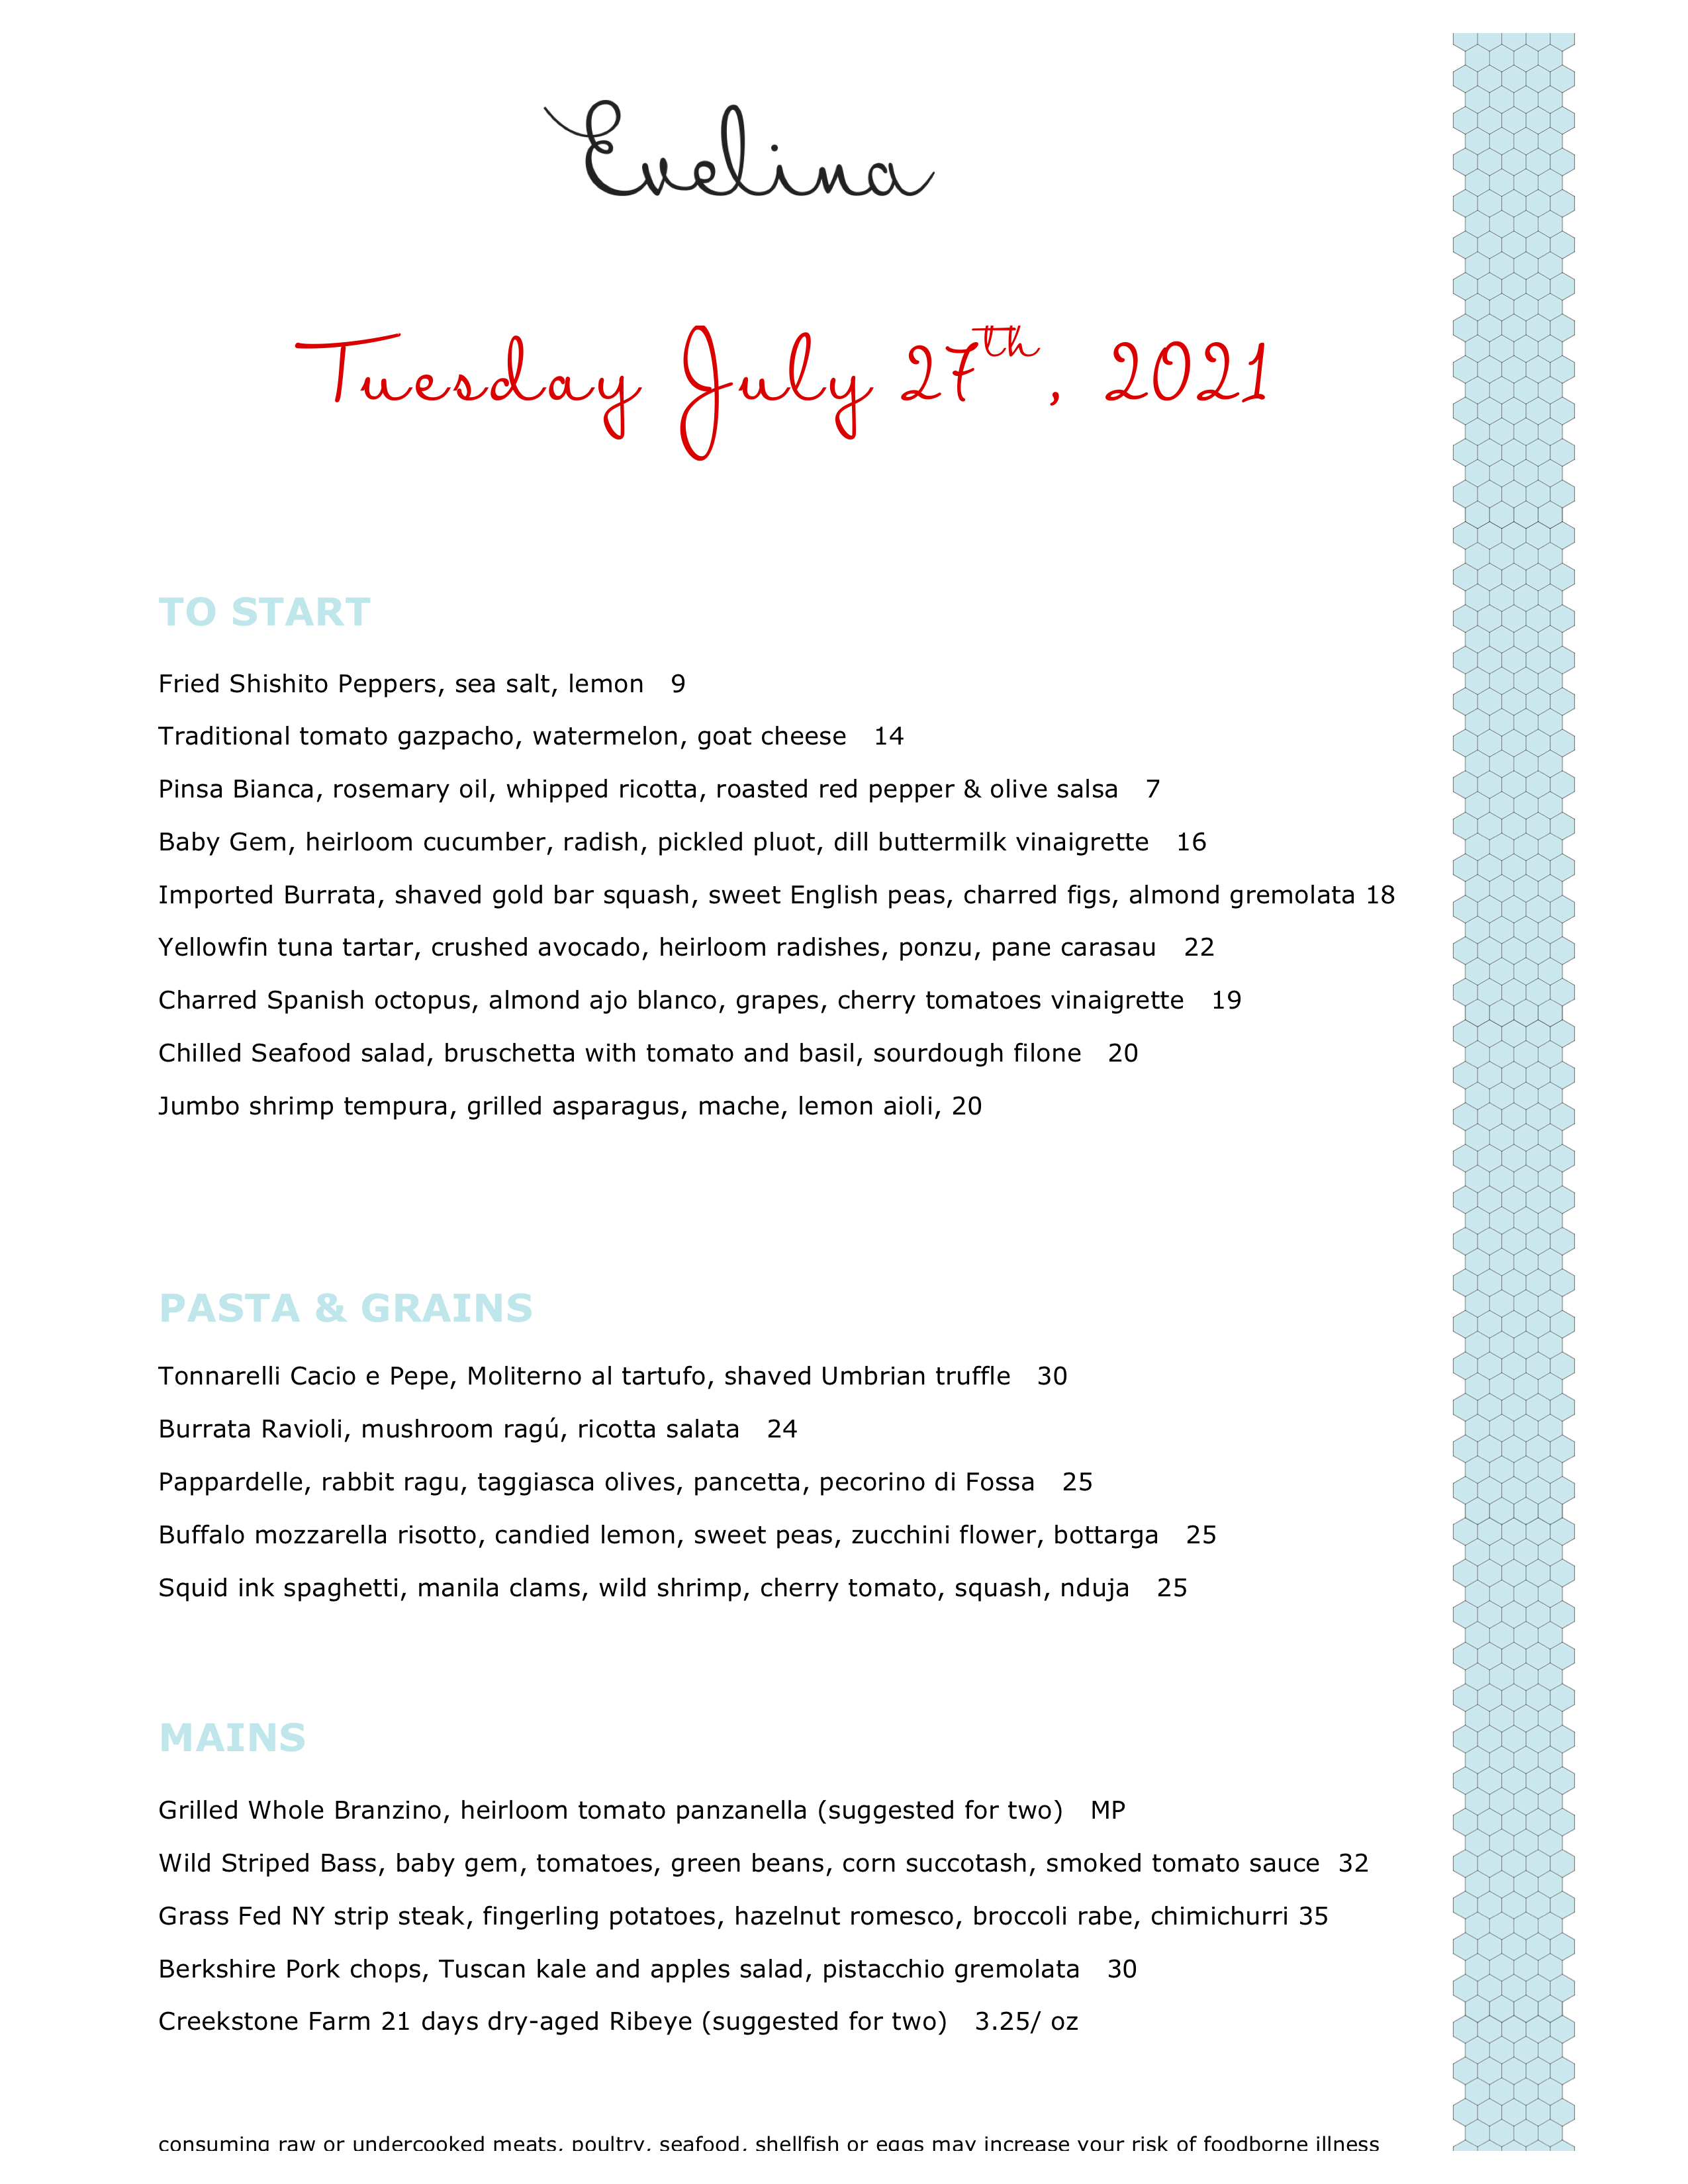 Evelina
Tuesday July 27th, 2021
TO START
Fried Shishito Peppers, sea salt, lemon 9
Traditional tomato gazpacho, watermelon, goat cheese 14
Pinsa Bianca, rosemary oil, whipped ricotta, roasted red pepper & olive salsa 7
Baby Gem, heirloom cucumber, radish, pickled pluot, dill buttermilk vinaigrette 16
Imported Burrata, shaved gold bar squash, sweet English peas, charred figs, almond gremolata 18
Yellowfin tuna tartar, crushed avocado, heirloom radishes, ponzu, pane carasau 22
Charred Spanish octopus, almond ajo blanco, grapes, cherry tomatoes vinaigrette 19
Chilled Seafood salad, bruschetta with tomato and basil, sourdough filone 20
Jumbo shrimp tempura, grilled asparagus, mache, lemon aioli, 20
PASTA & GRAINS
Tonnarelli Cacio e Pepe, Moliterno al tartufo, shaved Umbrian truffle 30
Burrata Ravioli, mushroom ragú, ricotta salata 24
Pappardelle, rabbit ragu, taggiasca olives, pancetta, pecorino di Fossa 25
Buffalo mozzarella risotto, candied lemon, sweet peas, zucchini flower, bottarga 25
Squid ink spaghetti, manila clams, wild shrimp, cherry tomato, squash, nduja 25
MAINS
Grilled Whole Branzino, heirloom tomato panzanella (suggested for two) MP
Wild Striped Bass, baby gem, tomatoes, green beans, corn succotash, smoked tomato sauce 32
Grass Fed NY strip steak, fingerling potatoes, hazelnut romesco, broccoli rabe, chimichurri 35
Berkshire Pork chops, Tuscan kale and apples salad, pistacchio gremolata 30
Creekstone Farm 21 days dry-aged Ribeye (suggested for two) 3.25/ oz
consuming raw or undercooked meats, poultry, seafood, shellfish or eggs may increase your risk of foodborne illness